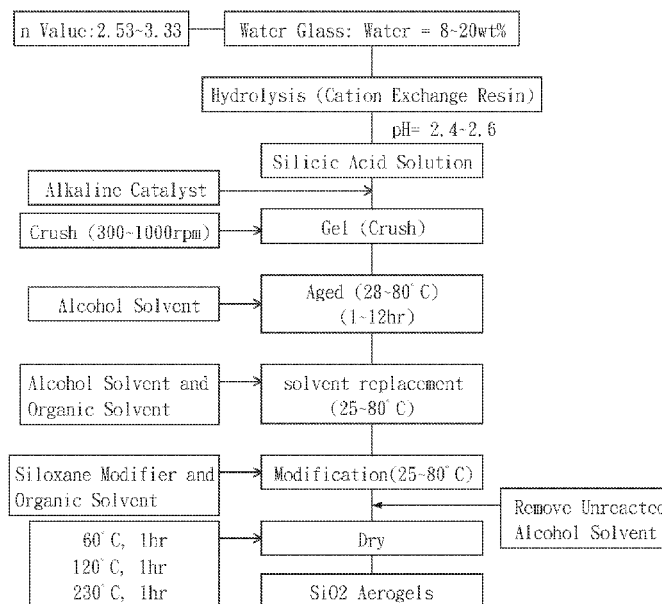 n Value:2.53~3.33
Water Glass: Water = 8~20wt%
Hydrolysis (Cation Exchange Resin)
pH= 2.4~2.6
Silicic Acid Solution
Alkaline Catalyst
Crush (300~1000rpm)
Gel (Crush)
Alcohol Solvent
Aged (28~80°C)
(1~12hr)
Alcohol Solvent and
Organic Solvent
solvent replacement
(25~80°C)
Siloxane Modifier and
Organic Solvent
Modification(25~80°C)
Remove Unreacted
Alcohol Solvent
60°C, 1hr
120°C, 1hr
230°C, 1hr
Dry
SiO2 Aerogels